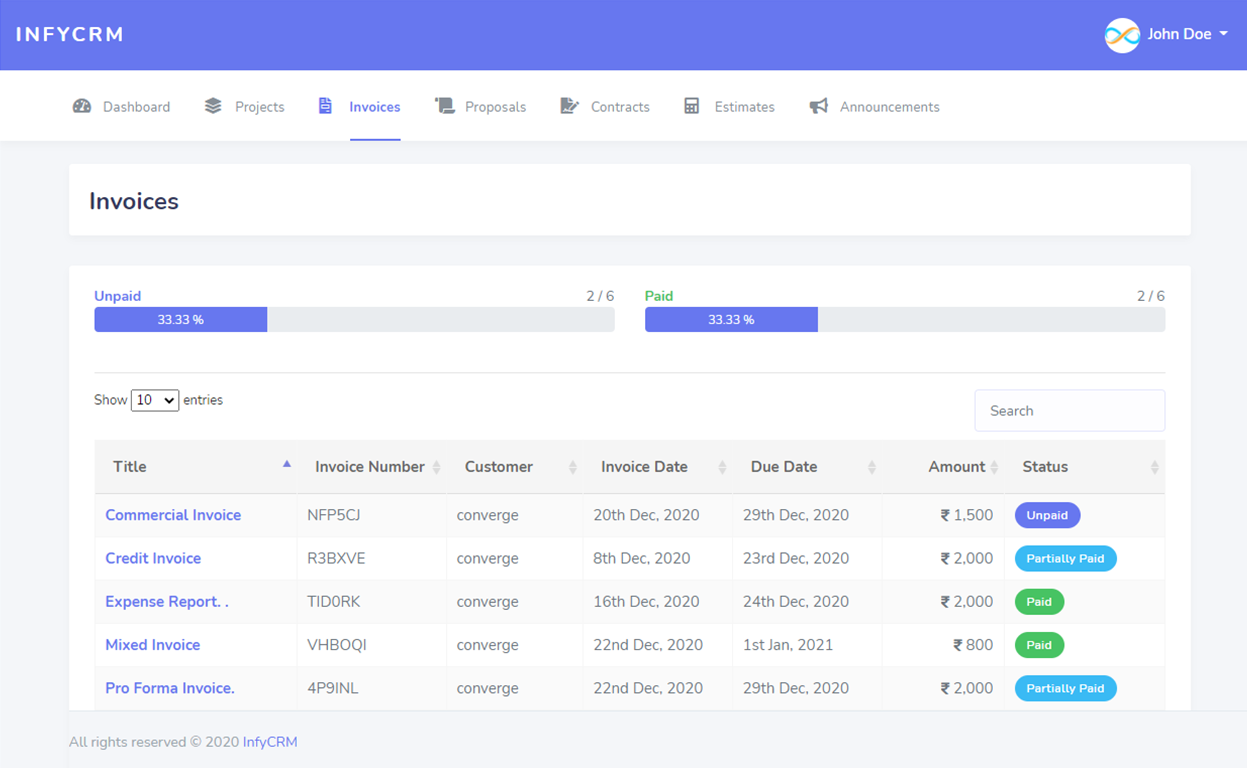 INFYCRM
John Doe
Dashboard Projects Invoices Proposals Contracts Estimates Announcements
Invoices
Unpaid 2 / 6 Paid 2 / 6
33.33 % 33.33 %
Show 10 entries
Search
Title Invoice Number Customer Invoice Date Due Date Amount Status
Commercial Invoice NFP5CJ converge 20th Dec, 2020 29th Dec, 2020 ₹ 1,500 Unpaid
Credit Invoice R3BXVE converge 8th Dec, 2020 23rd Dec, 2020 ₹ 2,000 Partially Paid
Expense Report. . TID0RK converge 16th Dec, 2020 24th Dec, 2020 ₹ 2,000 Paid
Mixed Invoice VHBOQI converge 22nd Dec, 2020 1st Jan, 2021 ₹ 800 Paid
Pro Forma Invoice. 4P9INL converge 22nd Dec, 2020 29th Dec, 2020 ₹ 2,000 Partially Paid
All rights reserved © 2020 InfyCRM